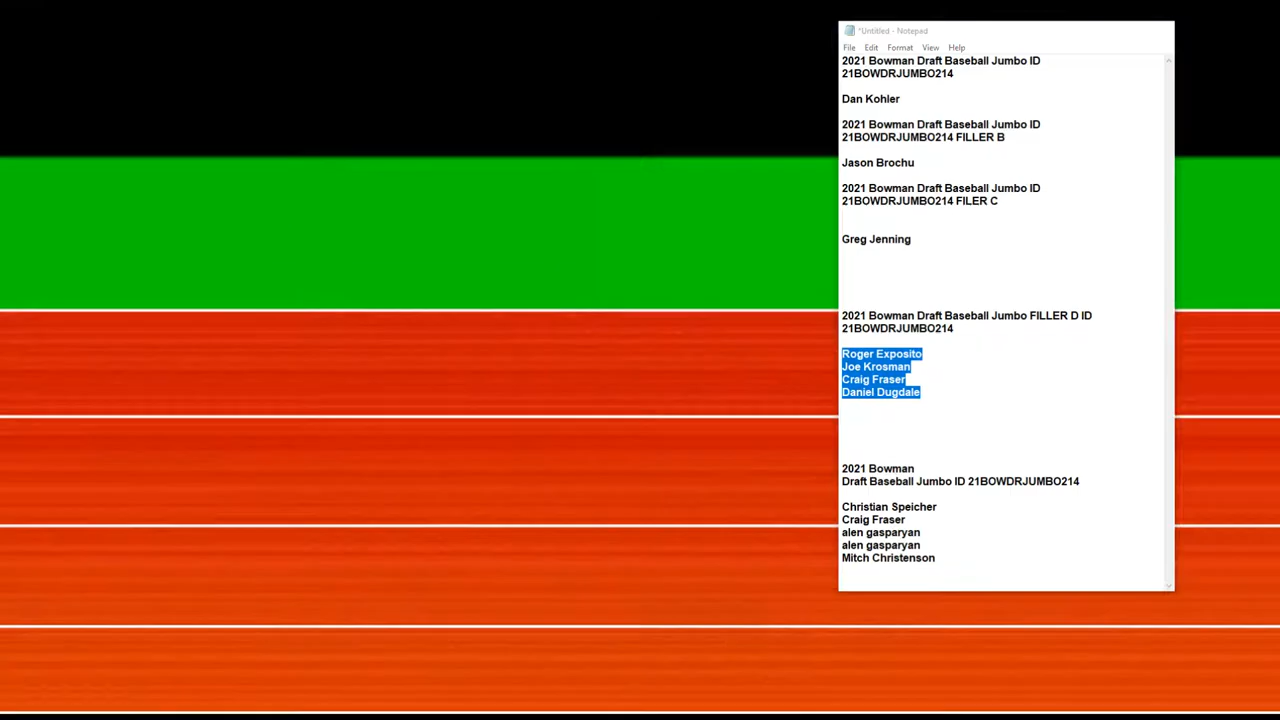 *Untitled - Notepad
File Edit Format View Help
2021 Bowman Draft Baseball Jumbo ID
21BOWDRJUMBO214
Dan Kohler
2021 Bowman Draft Baseball Jumbo ID
21BOWDRJUMBO214 FILLER B
Jason Brochu
2021 Bowman Draft Baseball Jumbo ID
21BOWDRJUMBO214 FILER C
Greg Jenning
2021 Bowman Draft Baseball Jumbo FILLER D ID
21BOWDRJUMBO214
Roger Exposito
Joe Krosman
Craig Fraser
Daniel Dugdale
2021 Bowman
Draft Baseball Jumbo ID 21BOWDRJUMBO214
Christian Speicher
Craig Fraser
alen gasparyan
alen gasparyan
Mitch Christenson